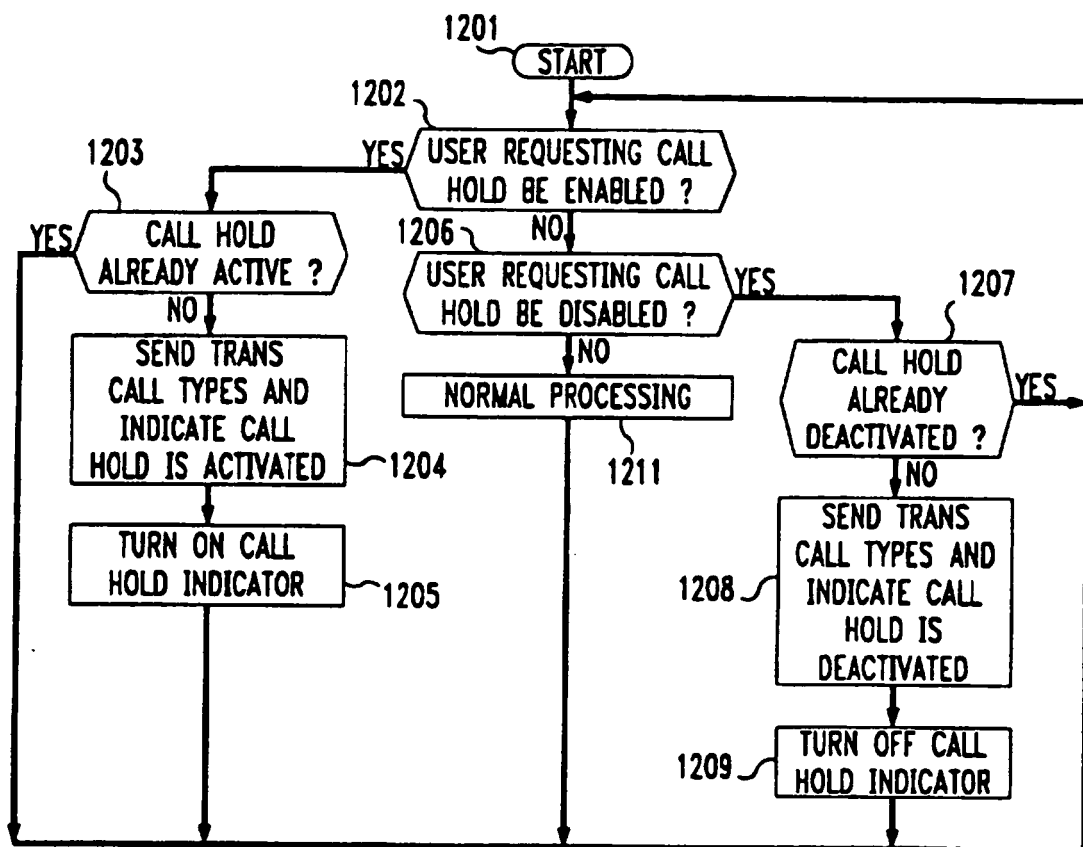 1201
START
1202
YES
USER REQUESTING CALL
HOLD BE ENABLED ?
1203
YES
CALL HOLD
ALREADY ACTIVE ?
NO
1206
USER REQUESTING CALL
HOLD BE DISABLED ?
YES
1207
NO
SEND TRANS
CALL TYPES AND
INDICATE CALL
HOLD IS ACTIVATED
1204
NO
NORMAL PROCESSING
1211
CALL HOLD
ALREADY
DEACTIVATED ?
YES
NO
TURN ON CALL
HOLD INDICATOR
1205
SEND TRANS
CALL TYPES AND
INDICATE CALL
HOLD IS
DEACTIVATED
1208
TURN OFF CALL
HOLD INDICATOR
1209